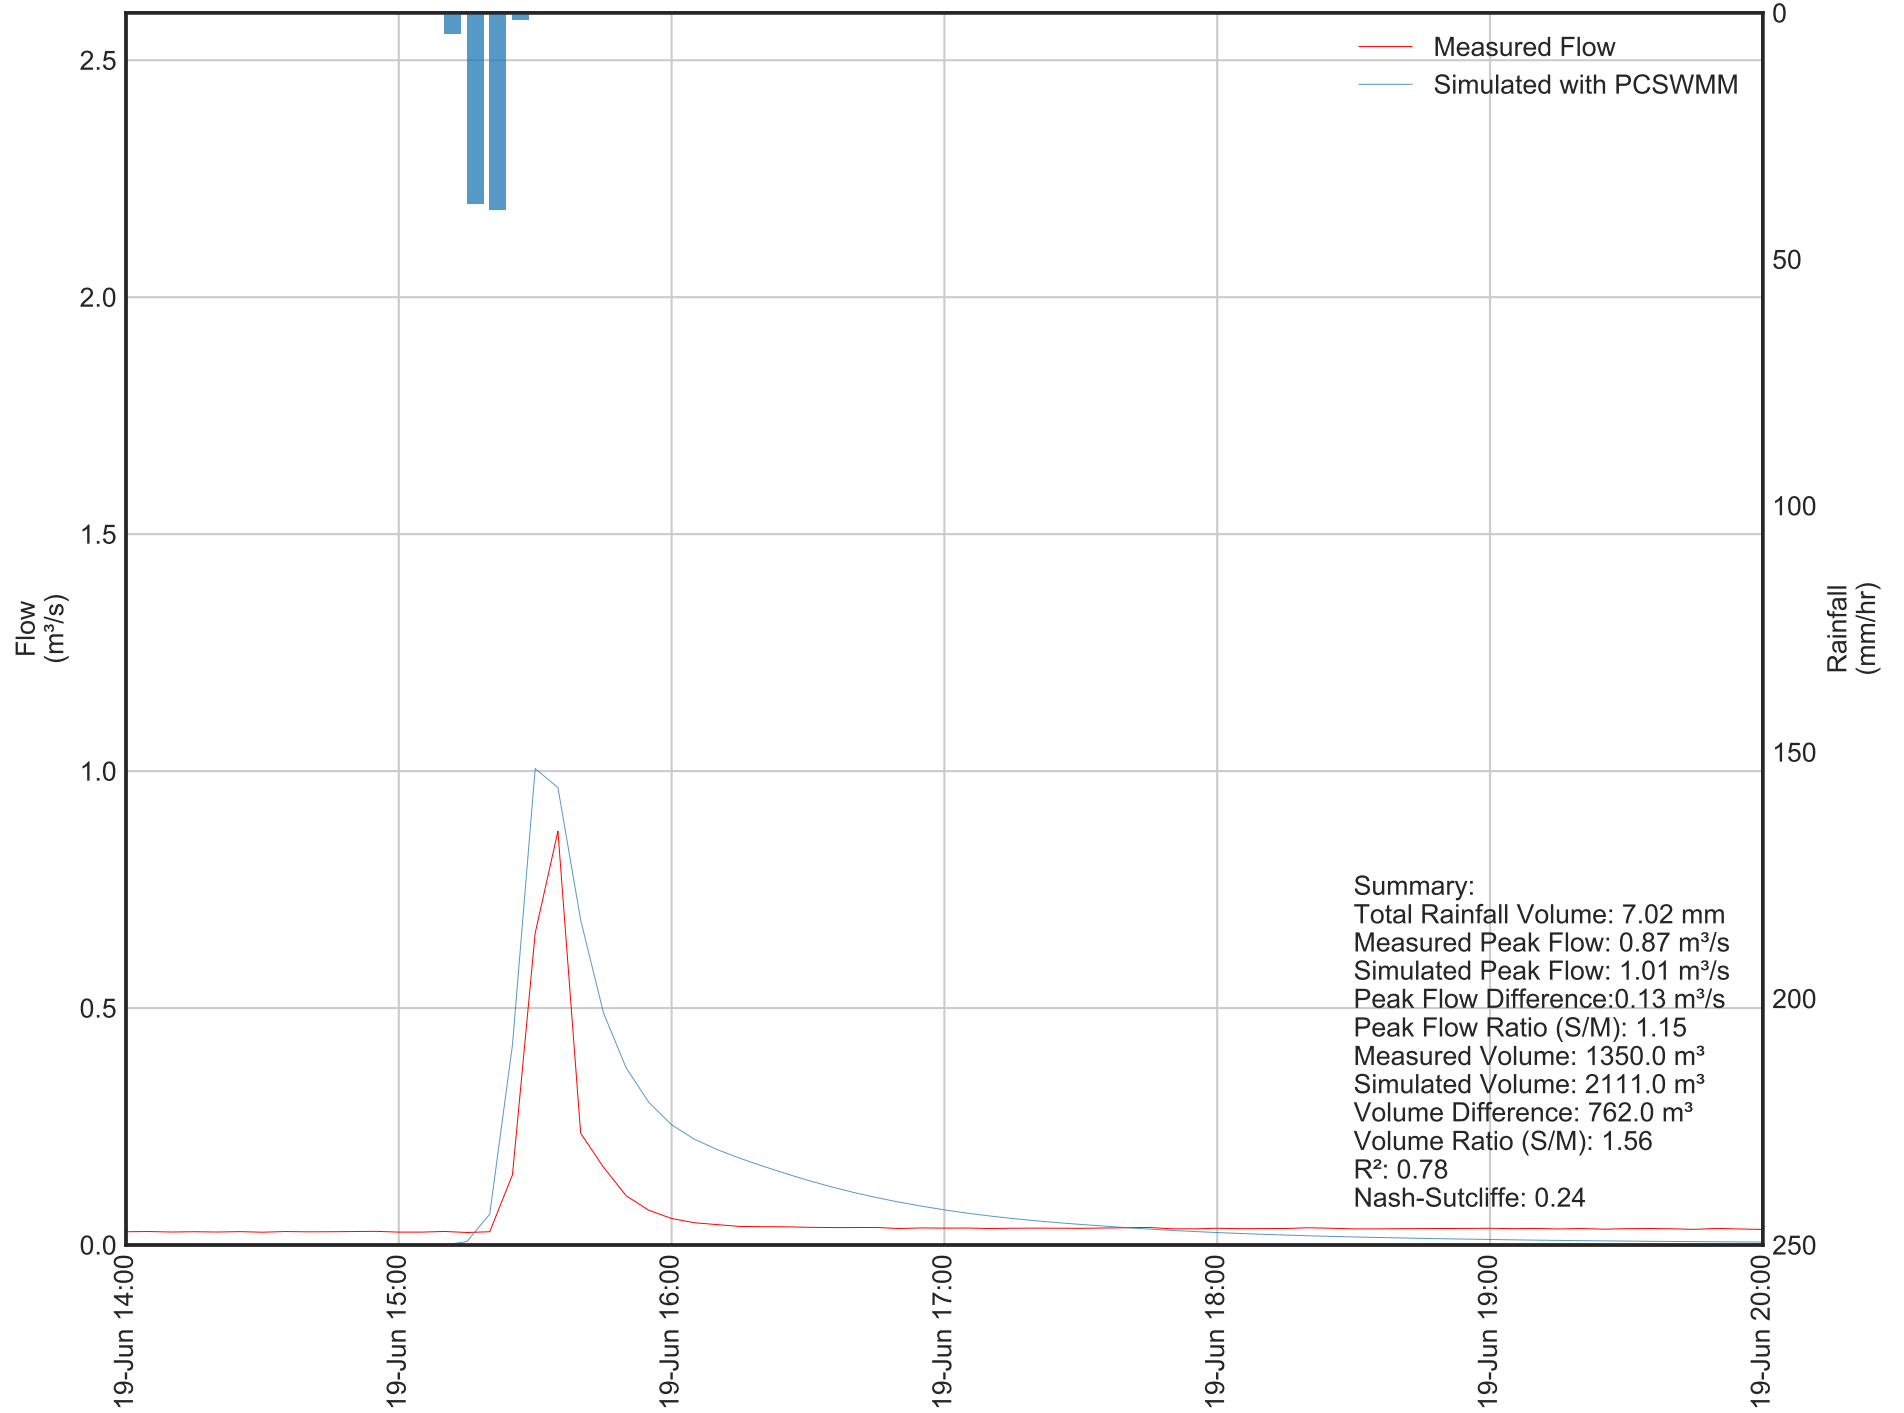 Measured Flow
Simulated with PCSWMM
2.5
2.0
1.5
1.0
0.5
0.0
Flow
(m³/s)
0
50
100
150
200
250
Rainfall
(mm/hr)
Summary:
Total Rainfall Volume: 7.02 mm
Measured Peak Flow: 0.87 m³/s
Simulated Peak Flow: 1.01 m³/s
Peak Flow Difference:0.13 m³/s
Peak Flow Ratio (S/M): 1.15
Measured Volume: 1350.0 m³
Simulated Volume: 2111.0 m³
Volume Difference: 762.0 m³
Volume Ratio (S/M): 1.56
R²: 0.78
Nash-Sutcliffe: 0.24
19-Jun 14:00
19-Jun 15:00
19-Jun 16:00
19-Jun 17:00
19-Jun 18:00
19-Jun 19:00
19-Jun 20:00